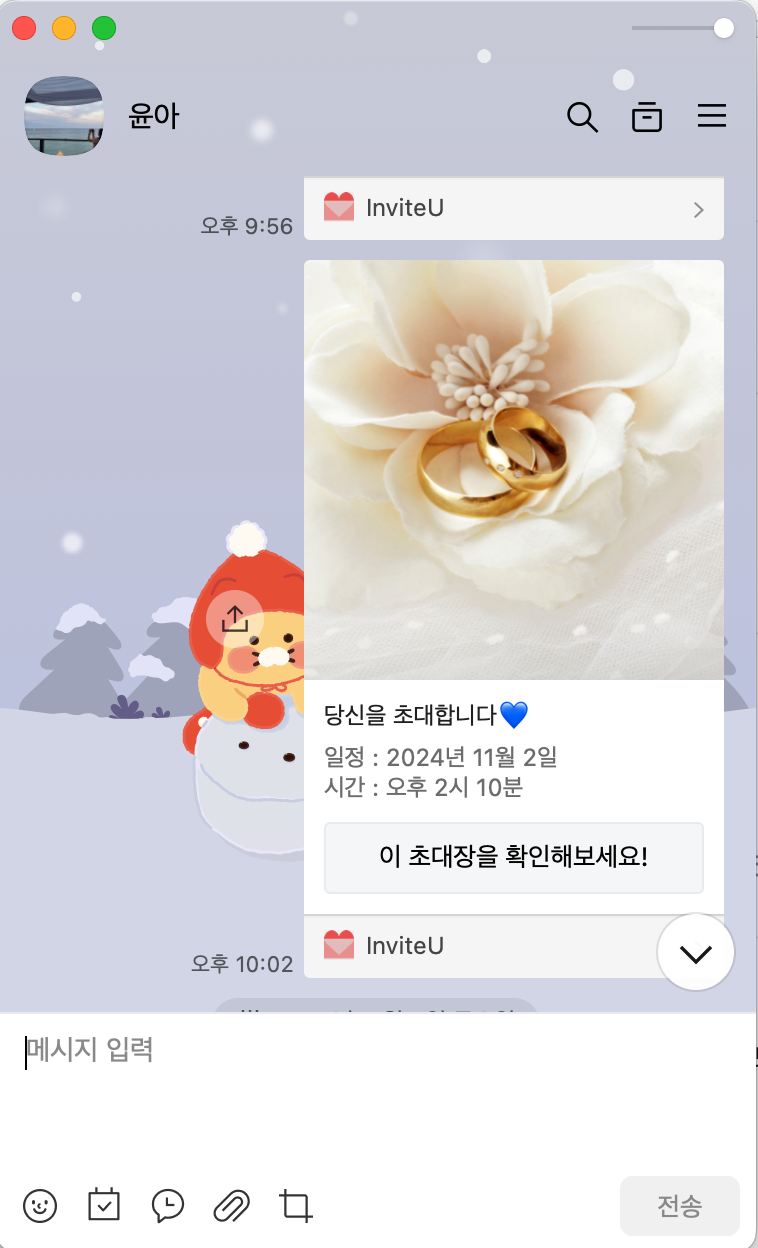 윤아
InviteU
오후 9:56
당신을 초대합니다💙
일정 : 2024년 11월 2일
시간 : 오후 2시 10분
이 초대장을 확인해보세요!
InviteU
오후 10:02
메시지 입력
전송